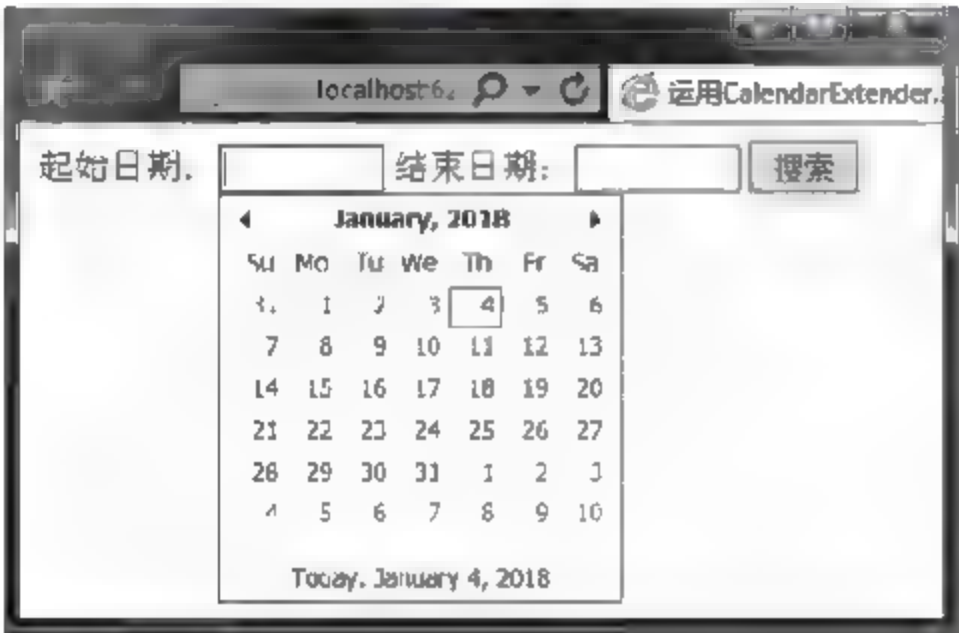 localhost:6
运用CalendarExtender.
起始日期: 结束日期: 搜索
January, 2018
Su Mo Tu We Th Fr Sa
31 1 2 3 4 5 6
7 8 9 10 11 12 13
14 15 16 17 18 19 20
21 22 23 24 25 26 27
28 29 30 31 1 2 3
4 5 6 7 8 9 10
Today: January 4, 2018